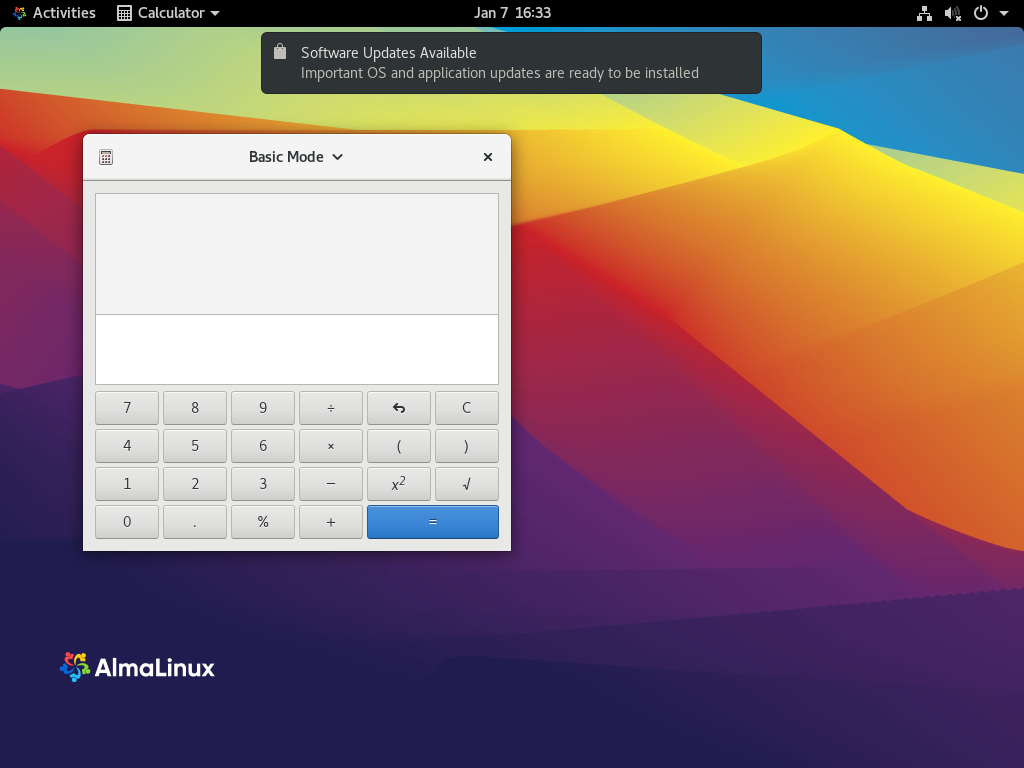 Activities
Calculator
Jan 7 16:33
Software Updates Available
Important OS and application updates are ready to be installed
Basic Mode
7 8 9 ÷ C
4 5 6 × ( )
1 2 3 − x² √
0 . % + =
AlmaLinux